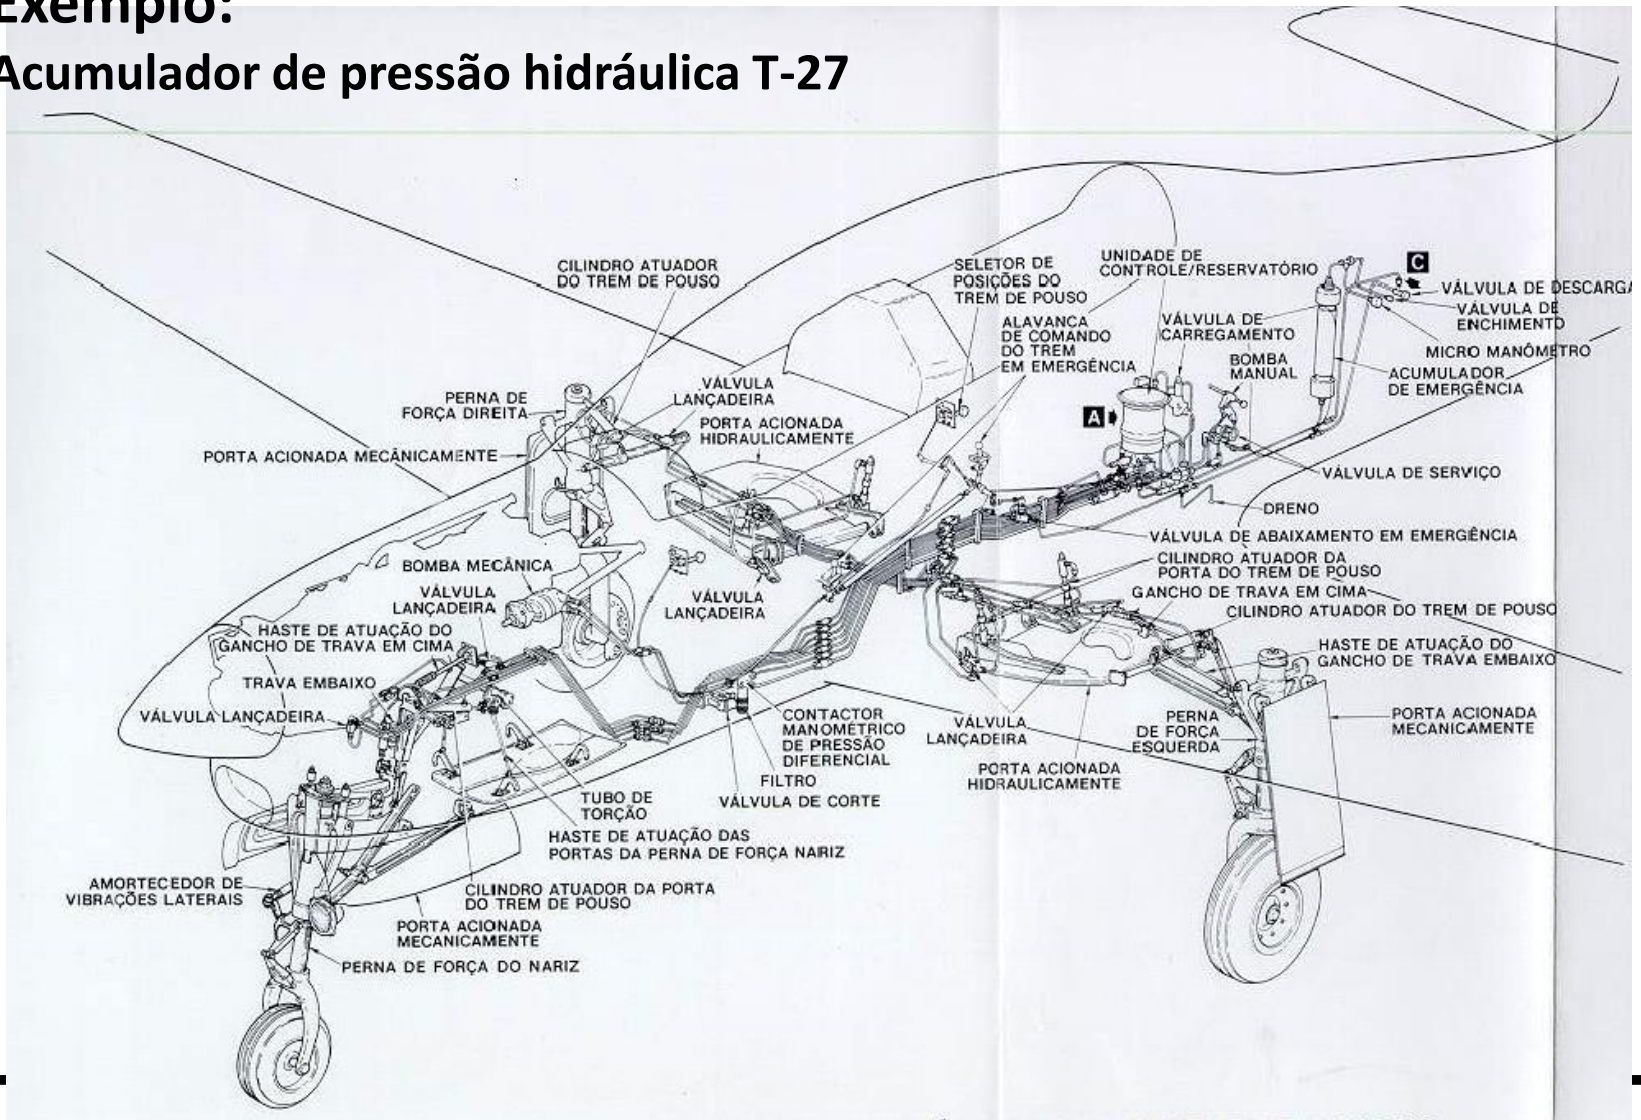 Exemplo:
Acumulador de pressão hidráulica T-27
CILINDRO ATUADOR
DO TREM DE POUSO
SELETOR DE
POSIÇÕES DO
TREM DE POUSO
UNIDADE DE
CONTROLE/RESERVATÓRIO
C
VÁLVULA DE DESCARGA
VÁLVULA DE
ENCHIMENTO
MICRO MANÔMETRO
ACUMULADOR
DE EMERGÊNCIA
ALAVANCA
DE COMANDO
DO TREM
EM EMERGÊNCIA
VÁLVULA DE
CARREGAMENTO
BOMBA
MANUAL
A
PERNA DE
FORÇA DIREITA
VÁLVULA
LANÇADEIRA
PORTA ACIONADA
HIDRAULICAMENTE
PORTA ACIONADA MECÂNICAMENTE
VÁLVULA DE SERVIÇO
DRENO
VÁLVULA DE ABAIXAMENTO EM EMERGÊNCIA
CILINDRO ATUADOR DA
PORTA DO TREM DE POUSO
GANCHO DE TRAVA EM CIMA
CILINDRO ATUADOR DO TREM DE POUSO
HASTE DE ATUAÇÃO DO
GANCHO DE TRAVA EMBAIXO
BOMBA MECÂNICA
VÁLVULA
LANÇADEIRA
VÁLVULA
LANÇADEIRA
HASTE DE ATUAÇÃO DO
GANCHO DE TRAVA EM CIMA
TRAVA EMBAIXO
VÁLVULA LANÇADEIRA
CONTACTOR
MANOMÉTRICO
DE PRESSÃO
DIFERENCIAL
FILTRO
VÁLVULA DE CORTE
VÁLVULA
LANÇADEIRA
PORTA ACIONADA
HIDRAULICAMENTE
PERNA
DE FORÇA
ESQUERDA
PORTA ACIONADA
MECANICAMENTE
TUBO DE
TORÇÃO
HASTE DE ATUAÇÃO DAS
PORTAS DA PERNA DE FORÇA NARIZ
CILINDRO ATUADOR DA PORTA
DO TREM DE POUSO
AMORTECEDOR DE
VIBRAÇÕES LATERAIS
PORTA ACIONADA
MECANICAMENTE
PERNA DE FORÇA DO NARIZ